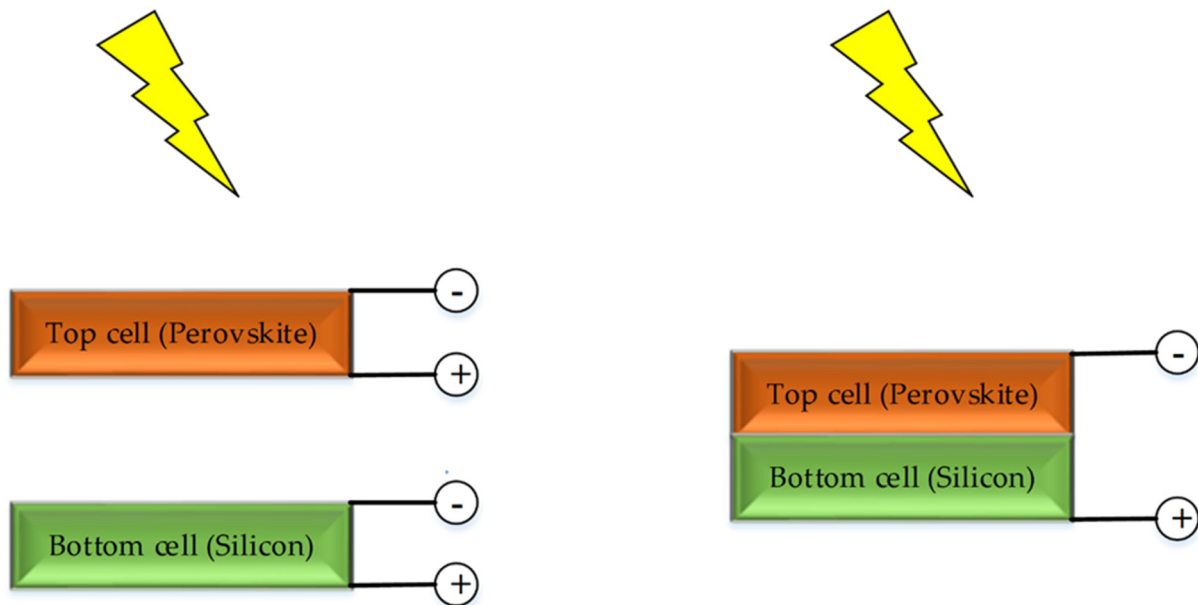 -
Top cell (Perovskite)
+
-
Bottom cell (Silicon)
+
-
Top cell (Perovskite)
Bottom cell (Silicon)
+